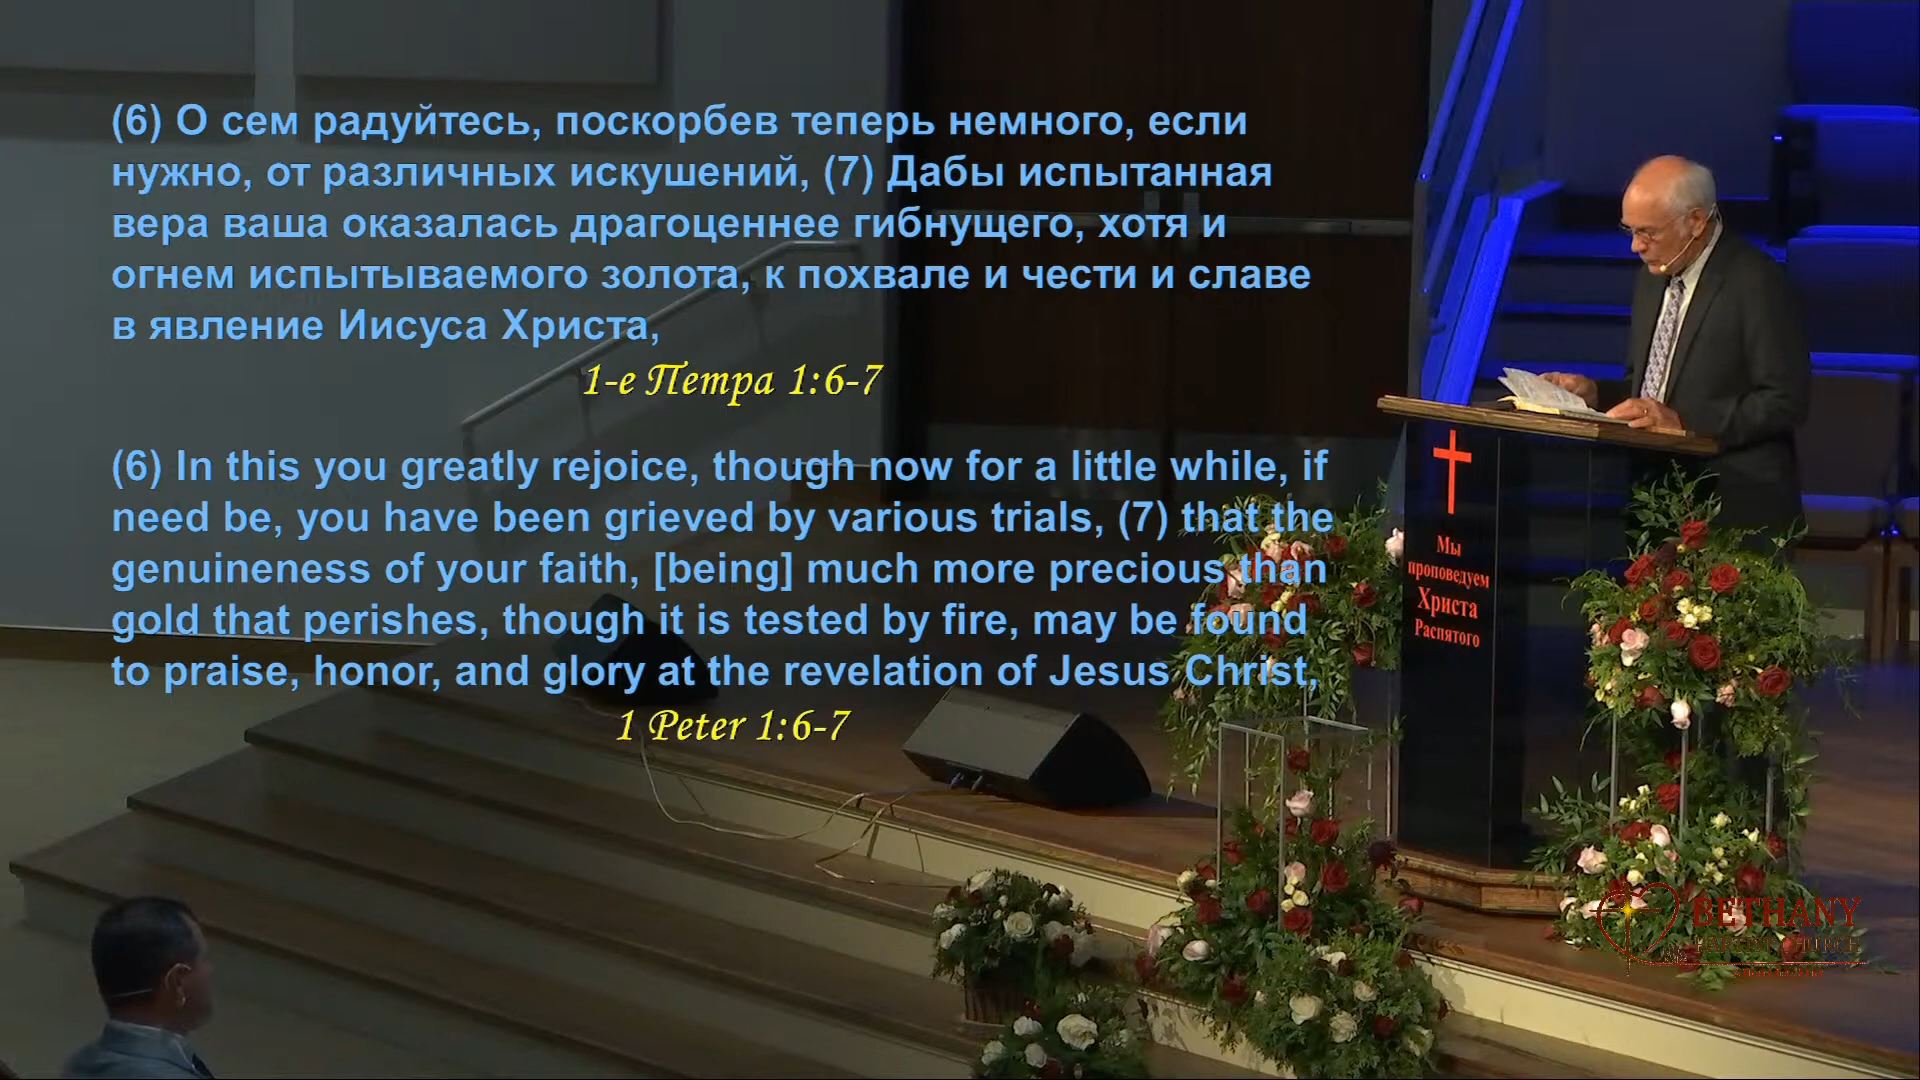 (6) О сем радуйтесь, поскорбев теперь немного, если
нужно, от различных искушений, (7) Дабы испытанная
вера ваша оказалась драгоценнее гибнущего, хотя и
огнем испытываемого золота, к похвале и чести и славе
в явление Иисуса Христа,
1-е Петра 1:6-7
(6) In this you greatly rejoice, though now for a little while, if
need be, you have been grieved by various trials, (7) that the
genuineness of your faith, [being] much more precious than
gold that perishes, though it is tested by fire, may be found
to praise, honor, and glory at the revelation of Jesus Christ,
1 Peter 1:6-7
Мы
проповедуем
Христа
Распятого
BETHANY
BAPTIST CHURCH